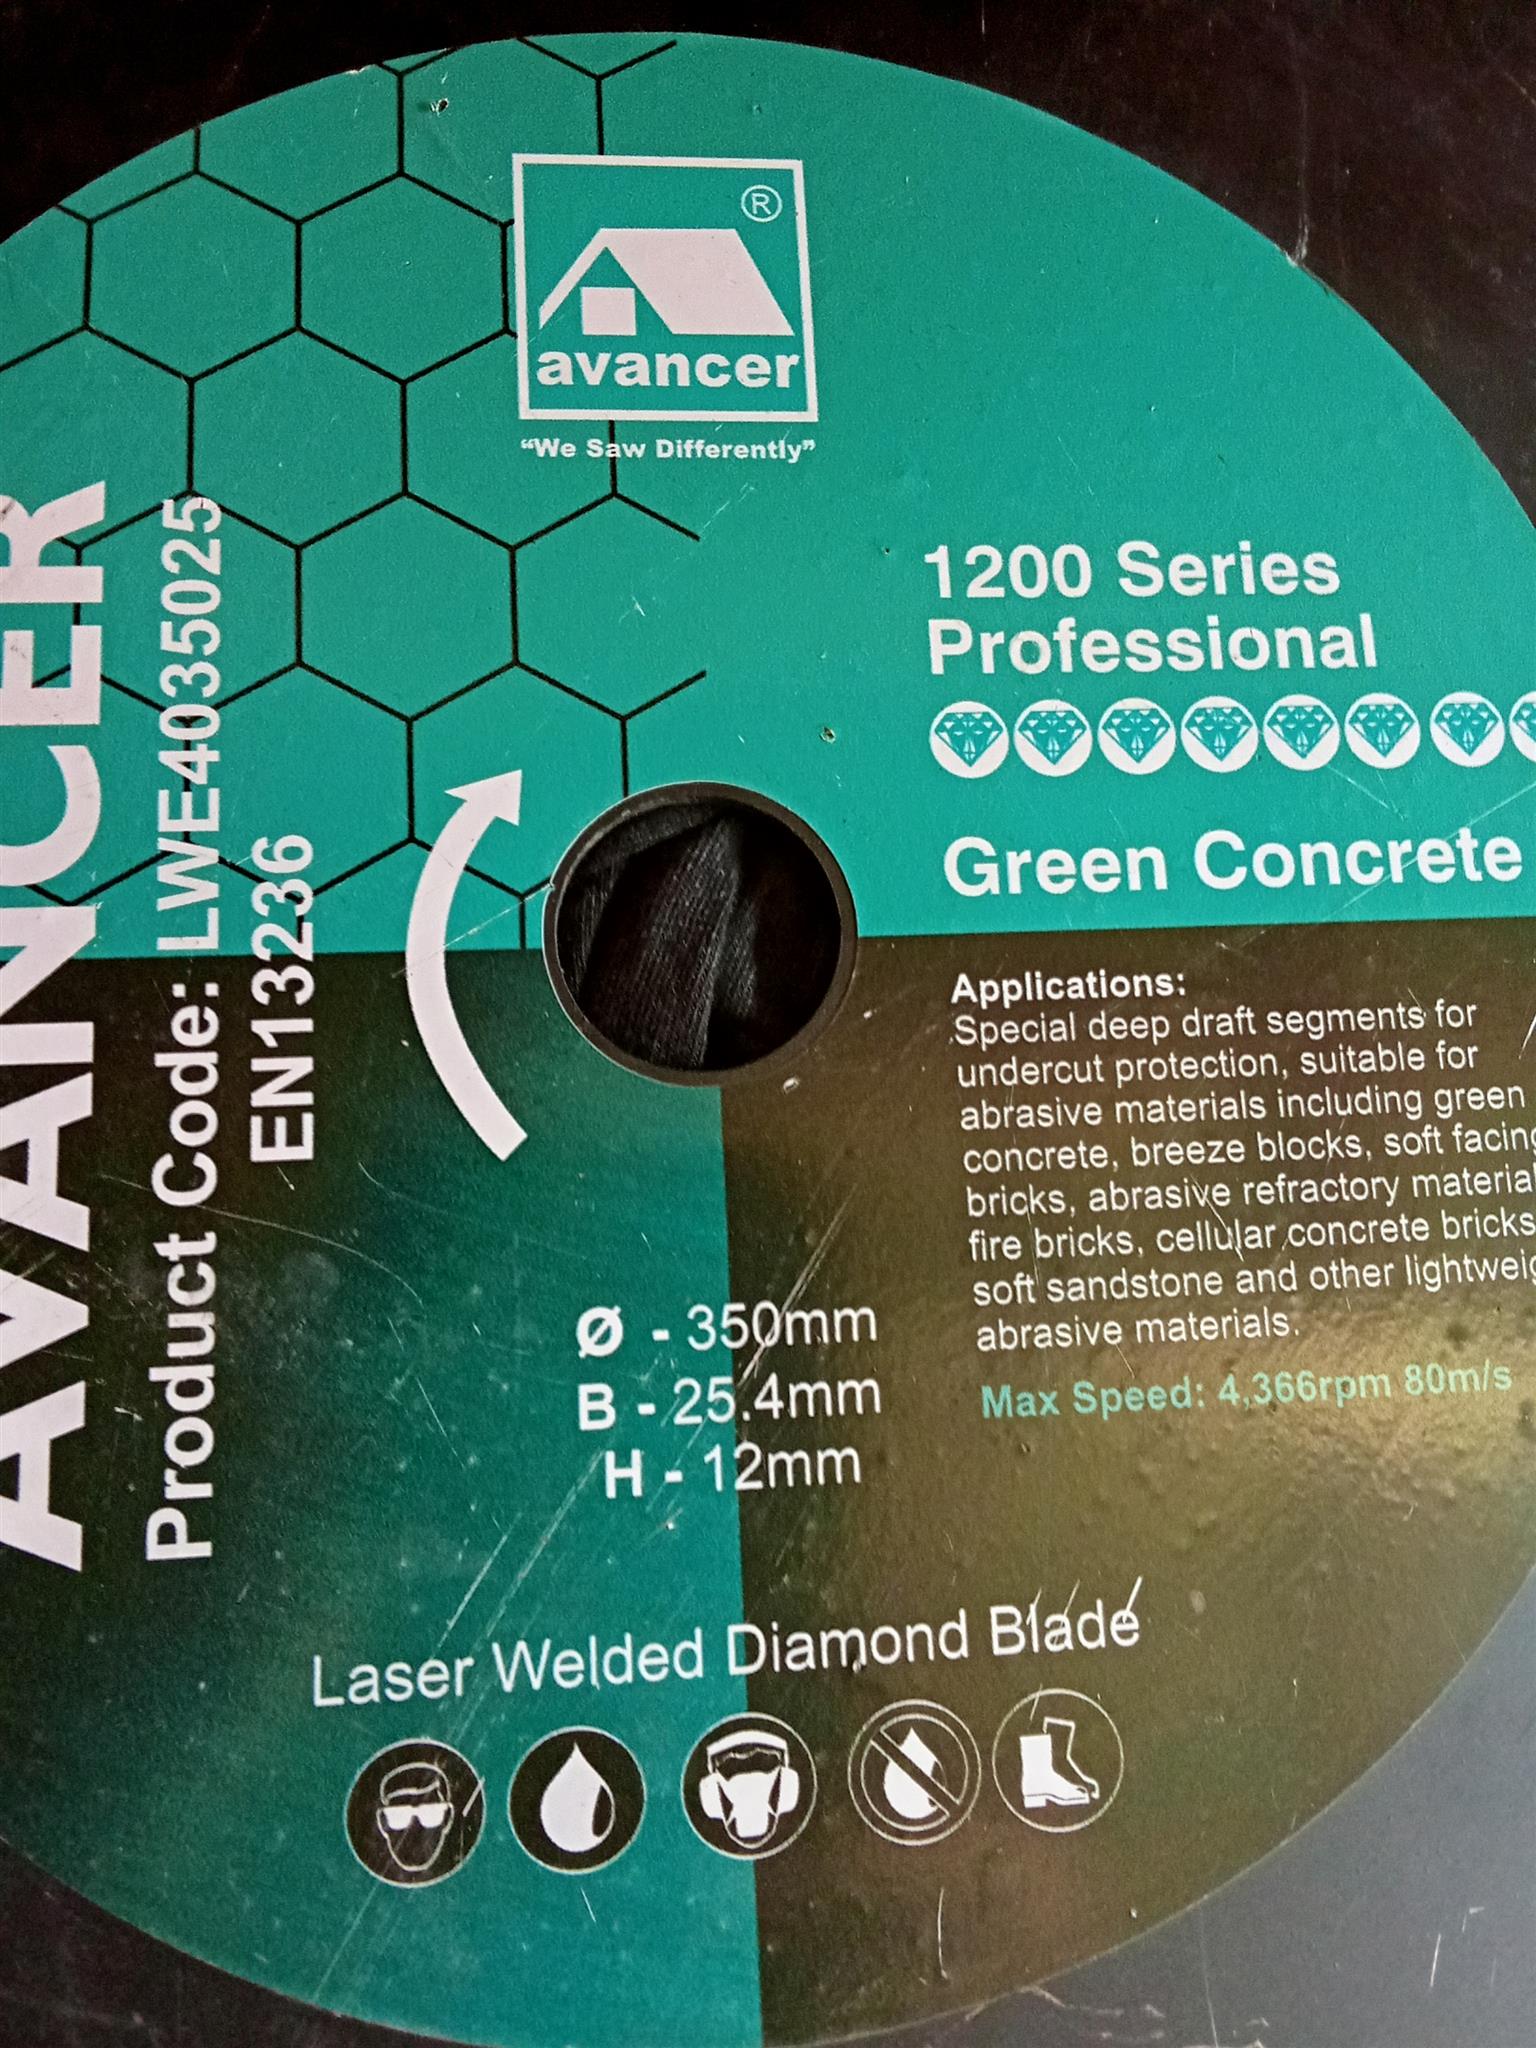 ®
avancer
“We Saw Differently”
AVANCER
Product Code: LWE4035025
EN13236
1200 Series
Professional
Green Concrete
Applications:
Special deep draft segments for
undercut protection, suitable for
abrasive materials including green
concrete, breeze blocks, soft facing
bricks, abrasive refractory material
fire bricks, cellular concrete bricks
soft sandstone and other lightweig
abrasive materials.
Max Speed: 4,366rpm 80m/s
Ø - 350mm
B - 25.4mm
H - 12mm
Laser Welded Diamond Blade